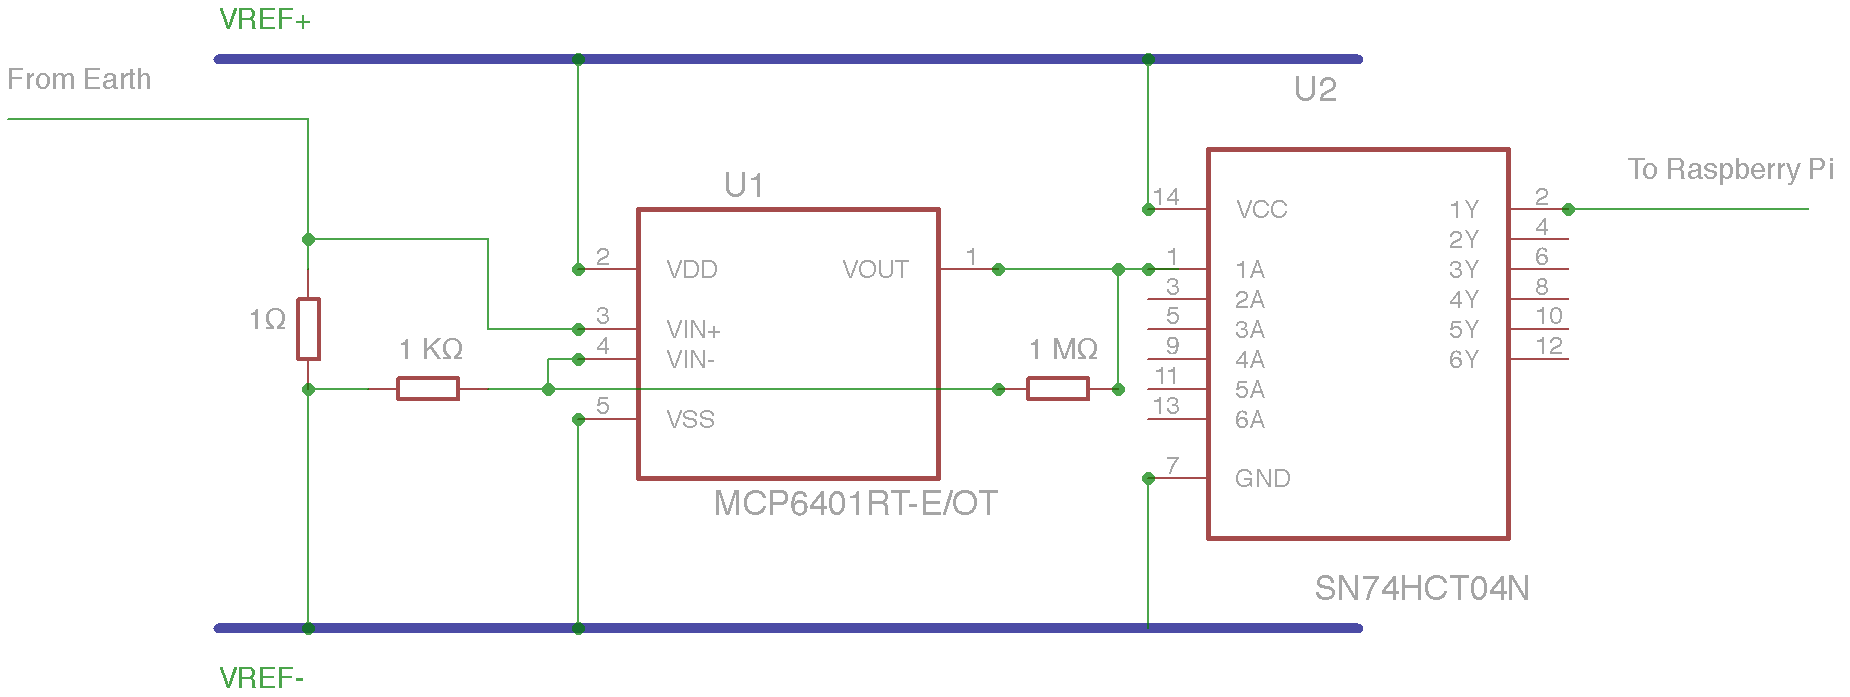 VREF+
From Earth
U2
To Raspberry Pi
U1
14 VCC 1Y 2
2Y 4
2 VDD VOUT 1
1 1A 3Y 6
3 2A 4Y 8
1Ω
3 VIN+
5 3A 5Y 10
1 KΩ
4 VIN-
1 MΩ
9 4A 6Y 12
11 5A
5 VSS
13 6A
7 GND
MCP6401RT-E/OT
SN74HCT04N
VREF-